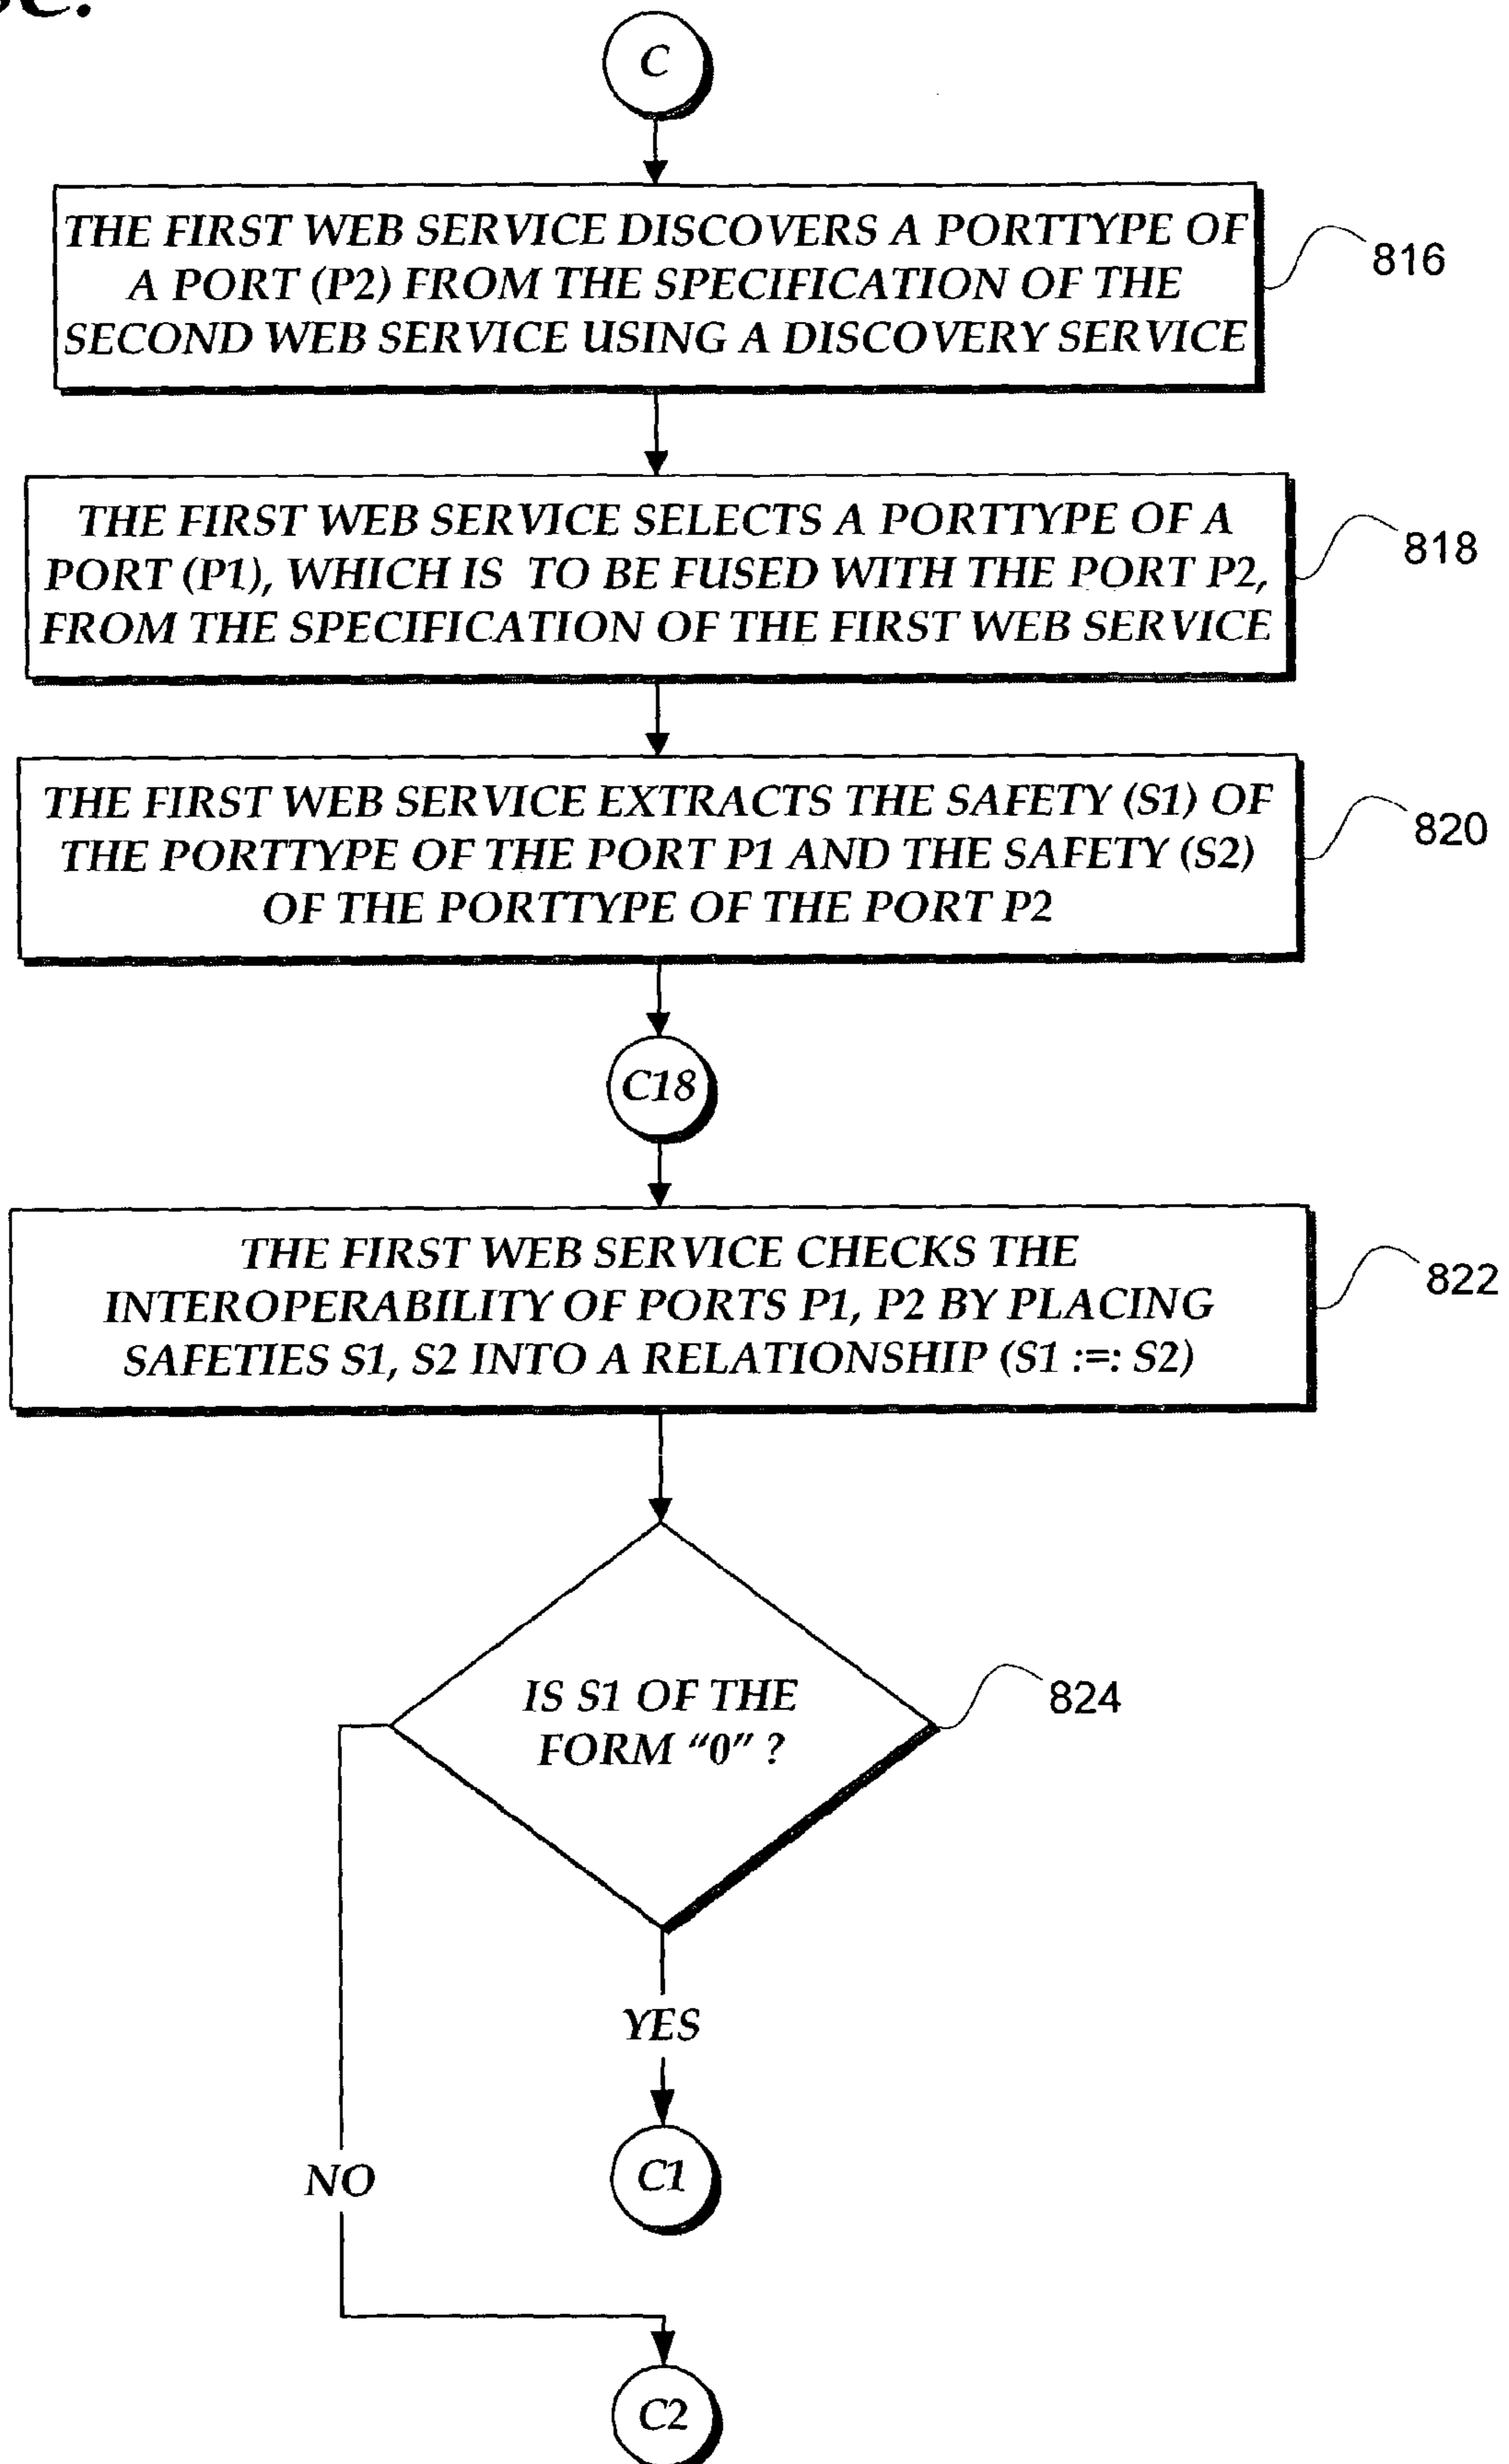 C
THE FIRST WEB SERVICE DISCOVERS A PORTTYPE OF
A PORT (P2) FROM THE SPECIFICATION OF THE
SECOND WEB SERVICE USING A DISCOVERY SERVICE
816
THE FIRST WEB SERVICE SELECTS A PORTTYPE OF A
PORT (P1), WHICH IS TO BE FUSED WITH THE PORT P2,
FROM THE SPECIFICATION OF THE FIRST WEB SERVICE
818
THE FIRST WEB SERVICE EXTRACTS THE SAFETY (S1) OF
THE PORTTYPE OF THE PORT P1 AND THE SAFETY (S2)
OF THE PORTTYPE OF THE PORT P2
820
C18
THE FIRST WEB SERVICE CHECKS THE
INTEROPERABILITY OF PORTS P1, P2 BY PLACING
SAFETIES S1, S2 INTO A RELATIONSHIP (S1 :=: S2)
822
IS S1 OF THE
FORM "0" ?
824
YES
NO
C1
C2